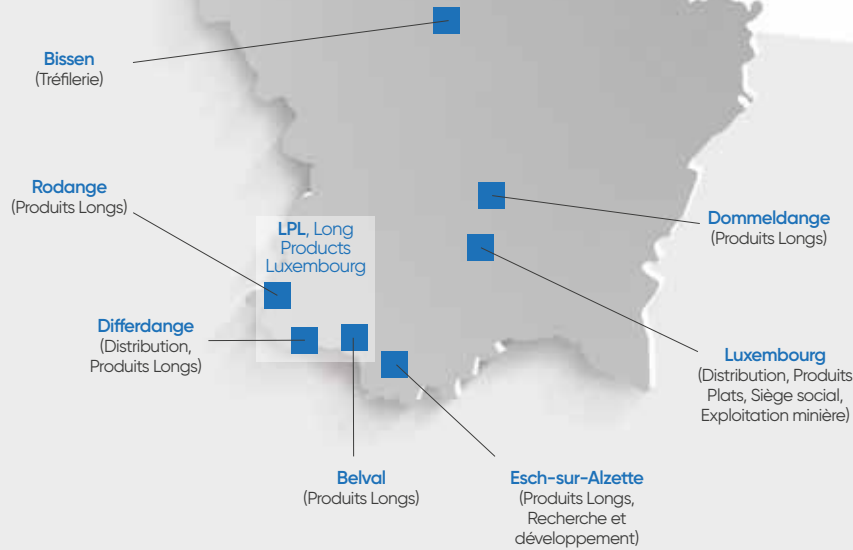 Bissen
(Tréfilerie)
Rodange
(Produits Longs)
LPL, Long
Products
Luxembourg
Dommeldange
(Produits Longs)
Differdange
(Distribution,
Produits Longs)
Luxembourg
(Distribution, Produits
Plats, Siège social,
Exploitation minière)
Belval
(Produits Longs)
Esch-sur-Alzette
(Produits Longs,
Recherche et
développement)